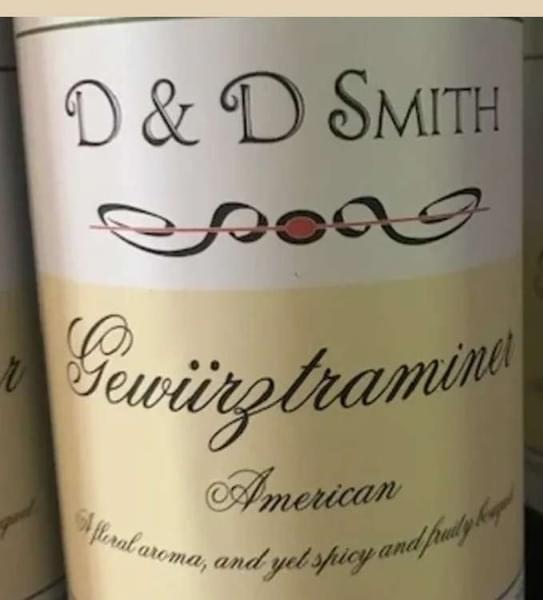 D & D SMITH
Gewürztraminer
American
A floral aroma, and yet spicy and fruity bouquet